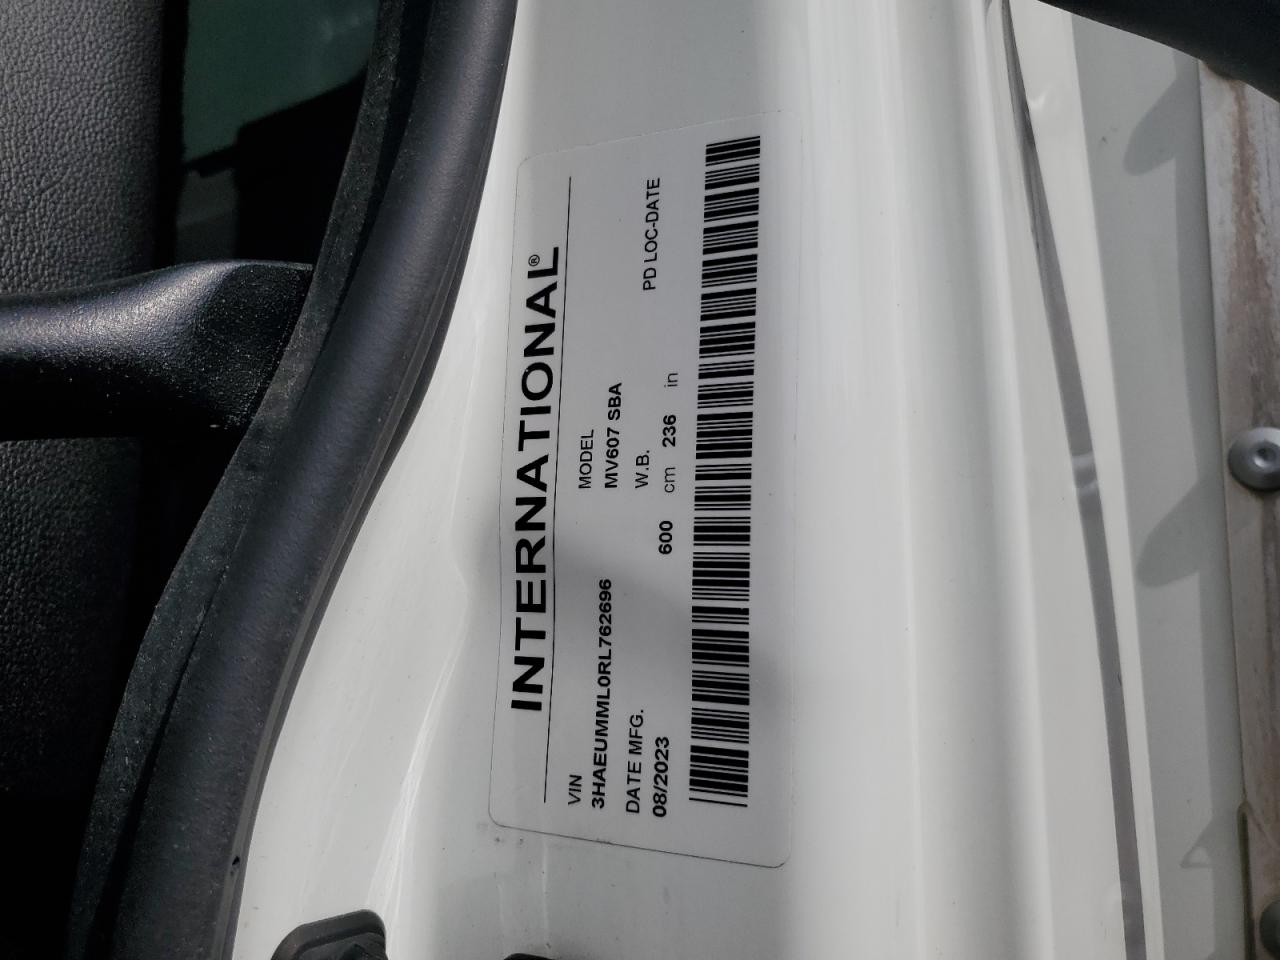 INTERNATIONAL®
VIN MODEL
3HAEUMML0RL762696 MV607 SBA
DATE MFG. W.B. PD LOC-DATE
08/2023 600 cm 236 in